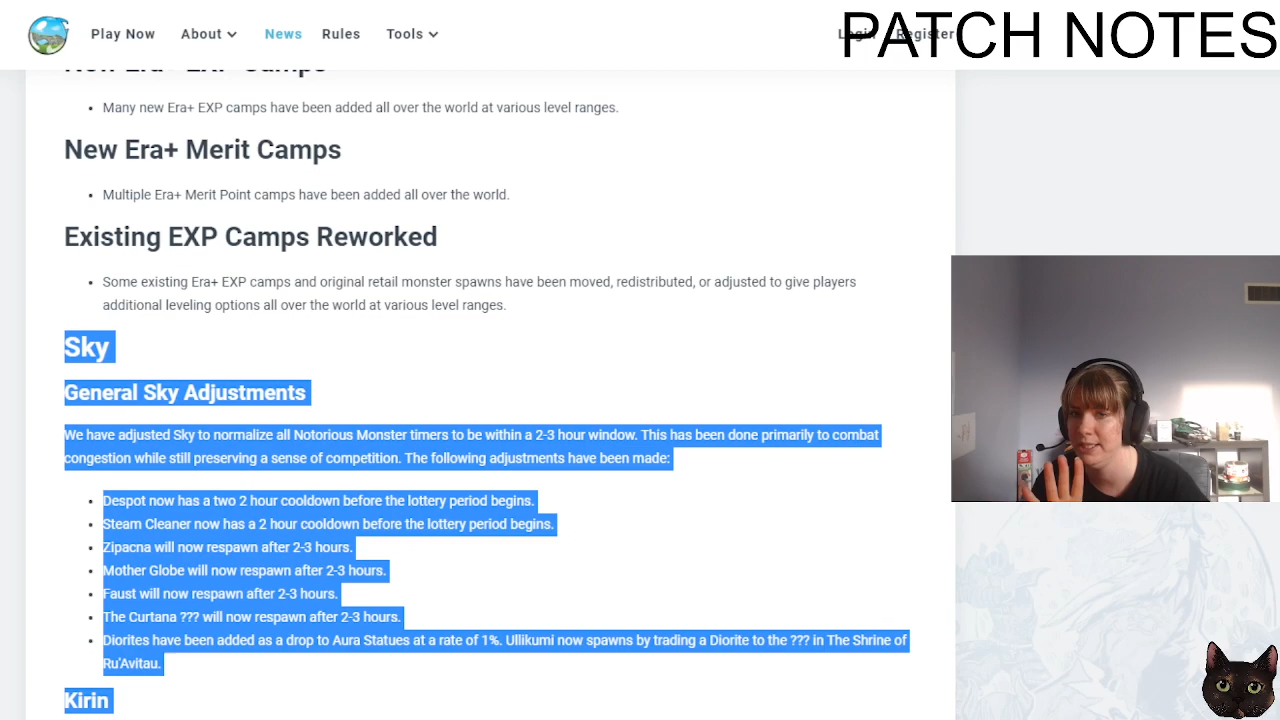 Play Now About News Rules Tools Login Register
PATCH NOTES
New Era+ EXP Camps
Many new Era+ EXP camps have been added all over the world at various level ranges.
New Era+ Merit Camps
Multiple Era+ Merit Point camps have been added all over the world.
Existing EXP Camps Reworked
Some existing Era+ EXP camps and original retail monster spawns have been moved, redistributed, or adjusted to give players
additional leveling options all over the world at various level ranges.
Sky
General Sky Adjustments
We have adjusted Sky to normalize all Notorious Monster timers to be within a 2-3 hour window. This has been done primarily to combat
congestion while still preserving a sense of competition. The following adjustments have been made:
Despot now has a two 2 hour cooldown before the lottery period begins.
Steam Cleaner now has a 2 hour cooldown before the lottery period begins.
Zipacna will now respawn after 2-3 hours.
Mother Globe will now respawn after 2-3 hours.
Faust will now respawn after 2-3 hours.
The Curtana ??? will now respawn after 2-3 hours.
Diorites have been added as a drop to Aura Statues at a rate of 1%. Ullikumi now spawns by trading a Diorite to the ??? in The Shrine of
Ru'Avitau.
Kirin